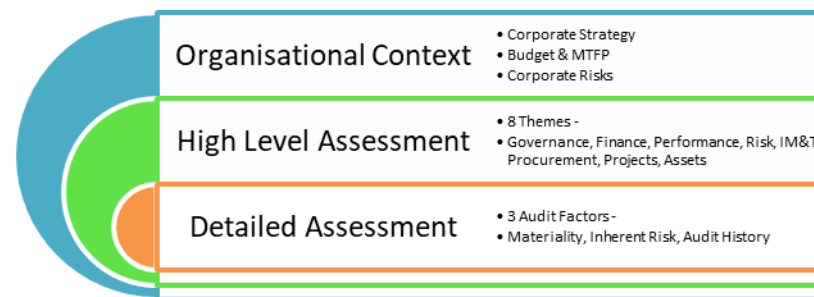 Organisational Context
• Corporate Strategy
• Budget & MTFP
• Corporate Risks
High Level Assessment
• 8 Themes -
• Governance, Finance, Performance, Risk, IM&T
Procurement, Projects, Assets
Detailed Assessment
• 3 Audit Factors-
• Materiality, Inherent Risk, Audit History